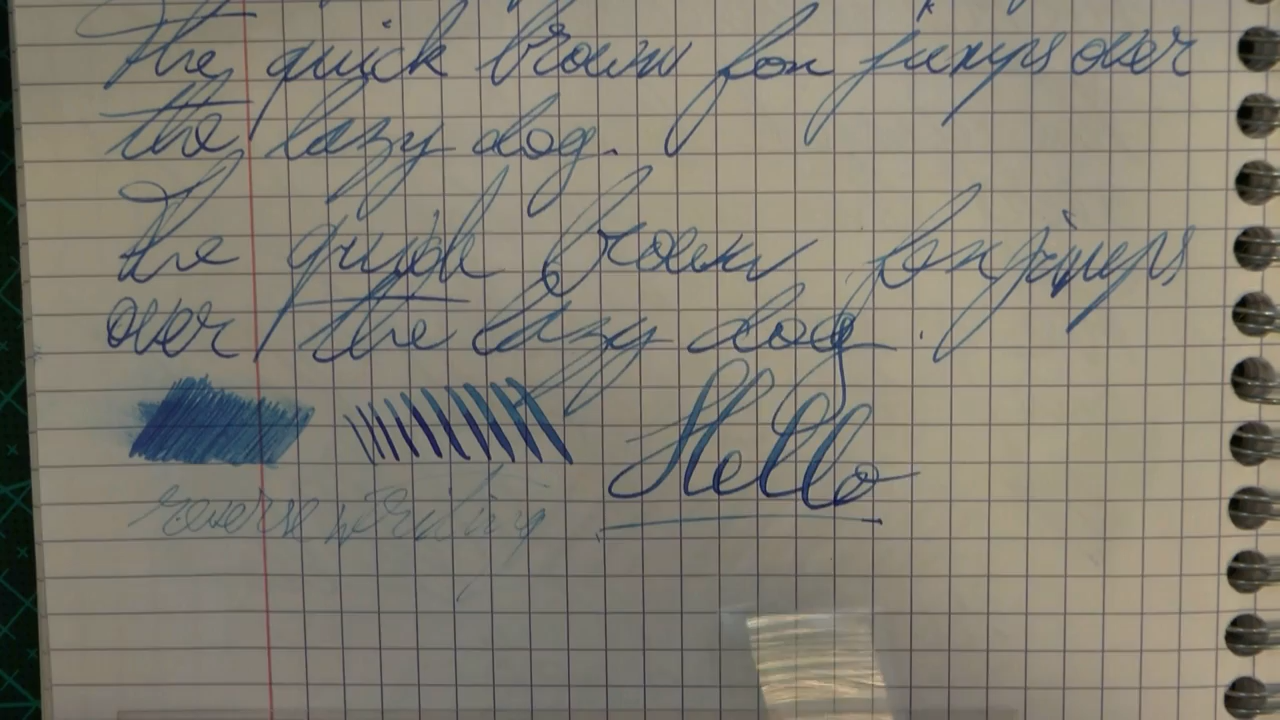 The quick brown fox jumps over
the lazy dog.
The quick brown fox jumps
over the lazy dog.
Hello
reverse writing